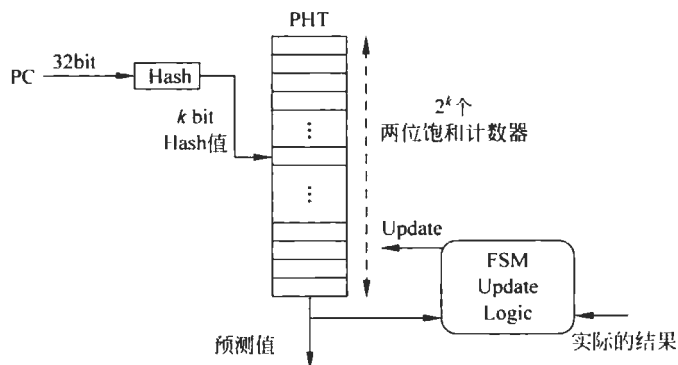 PHT
PC
32bit
Hash
k bit
Hash值
2^k个
两位饱和计数器
⋮
⋮
Update
FSM
Update
Logic
预测值
实际的结果